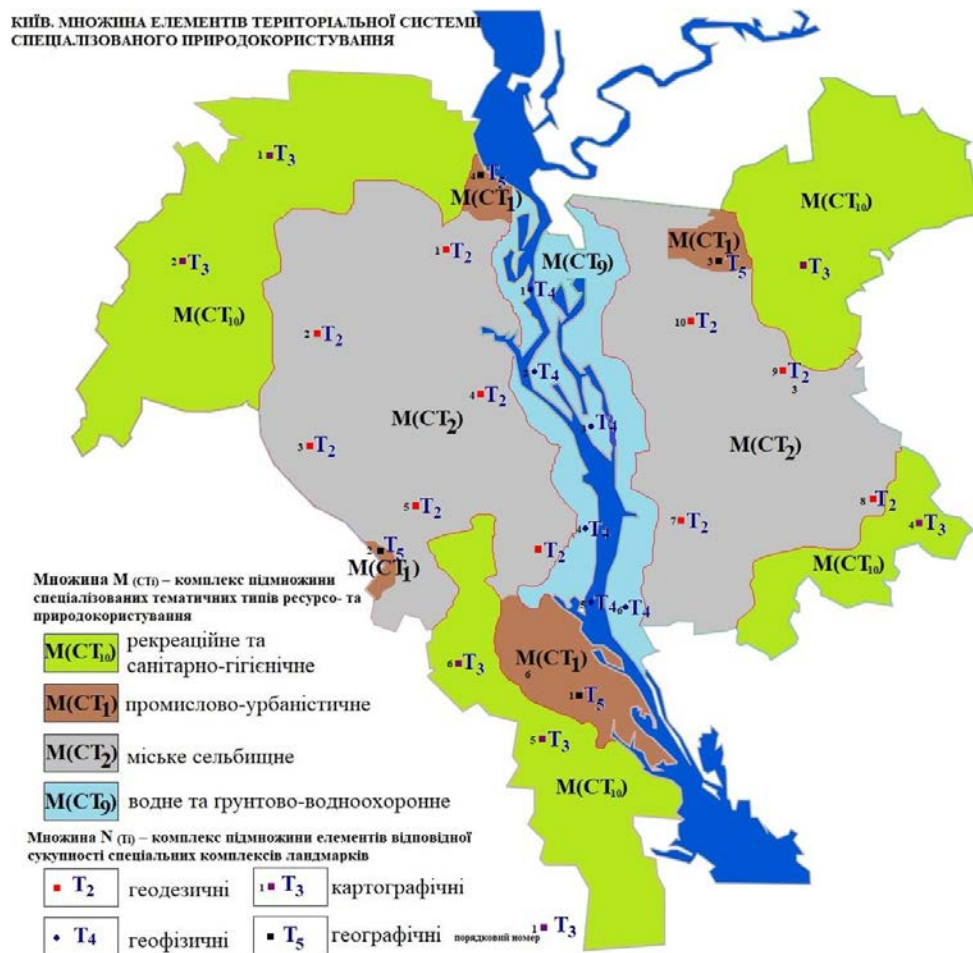 КИЇВ. МНОЖИНА ЕЛЕМЕНТІВ ТЕРИТОРІАЛЬНОЇ СИСТЕМИ
СПЕЦІАЛІЗОВАНОГО ПРИРОДОКОРИСТУВАННЯ
1 T3
4 T5
M(CT1)
M(CT10)
M(CT1)
1 T2
M(CT9)
2 T3
3 T5
T3
1 T4
M(CT10)
10 T2
2 T2
2 T4
9 T2
3
4 T2
M(CT2)
3 T4
M(CT2)
3 T2
5 T2
7 T2
8 T2
4 T3
4 T4
2 T5
T2
M(CT1)
M(CT10)
5 T4
6 T4
Множина M (CTi) – комплекс підмножини
спеціалізованих тематичних типів ресурсо- та
природокористування
M(CT10) рекреаційне та
санітарно-гігієнічне
M(CT1) промислово-урбаністичне
M(CT2) міське сельбищне
M(CT9) водне та ґрунтово-водноохоронне
6 T3
M(CT1)
6
1 T5
5 T3
M(CT10)
Множина N (Ti) – комплекс підмножини елементів відповідної
сукупності спеціальних комплексів ландмарків
T2 геодезичні
1 T3 картографічні
T4 геофізичні
T5 географічні
порядковий номер 1 T3